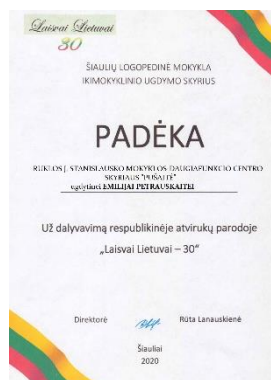 Laisvai Lietuvai
30
ŠIAULIŲ LOGOPEDINĖ MOKYKLA
IKIMOKYKLINIO UGDYMO SKYRIUS
PADĖKA
RUKLOS J. STANISLAUSKO MOKYKLOS-DAUGIAFUNKCIO CENTRO
SKYRIAUS "PUŠAITĖ"
ugdytinei EMILIJAI PETRAUSKAITEI
Už dalyvavimą respublikinėje atvirukų parodoje
„Laisvai Lietuvai – 30“
Direktorė Rūta Lanauskienė
Šiauliai
2020